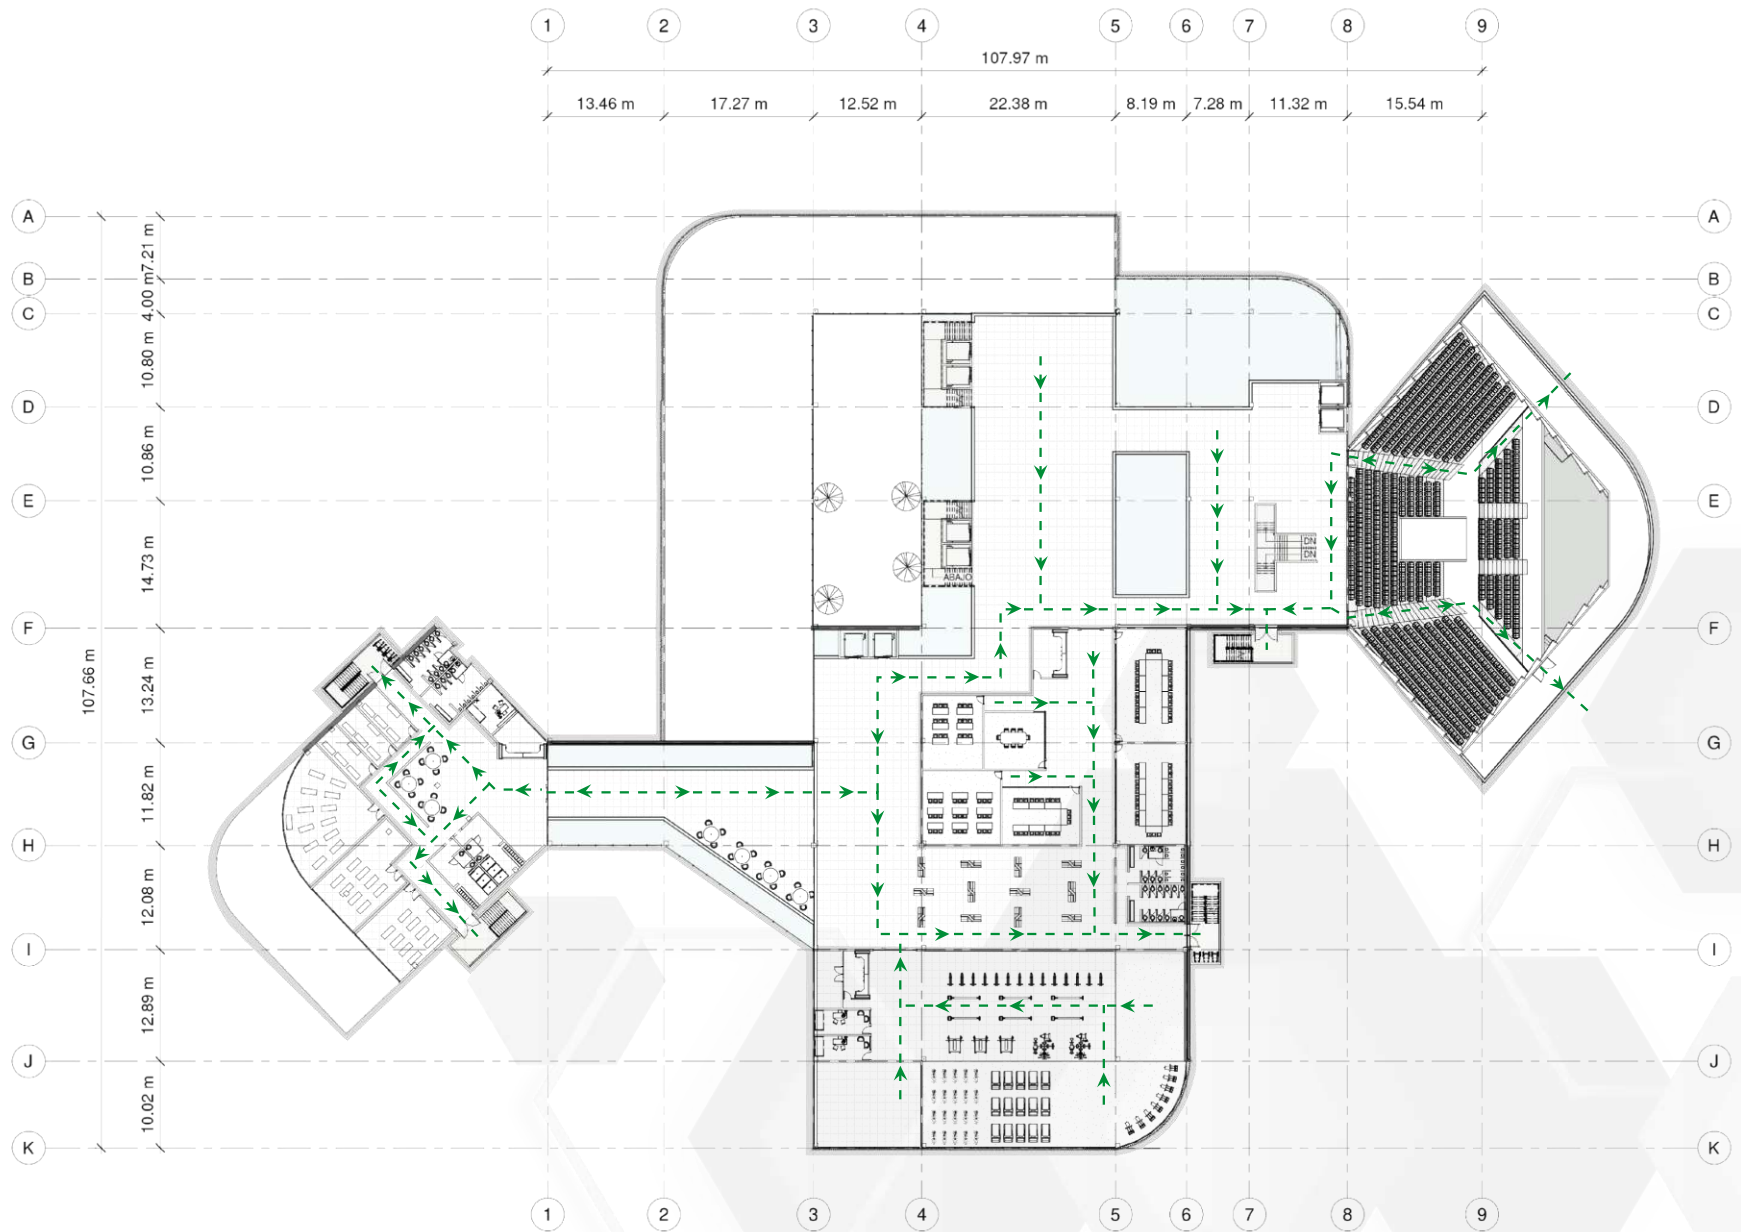 1 2 3 4 5 6 7 8 9
107.97 m
13.46 m 17.27 m 12.52 m 22.38 m 8.19 m 7.28 m 11.32 m 15.54 m
A A
7.21 m
B B
4.00 m
C C
10.80 m
D D
10.86 m
E E
DN
DN
14.73 m
ABAJO
F F
107.66 m
13.24 m
G G
11.82 m
H H
12.08 m
I I
12.89 m
J J
10.02 m
K K
1 2 3 4 5 6 7 8 9